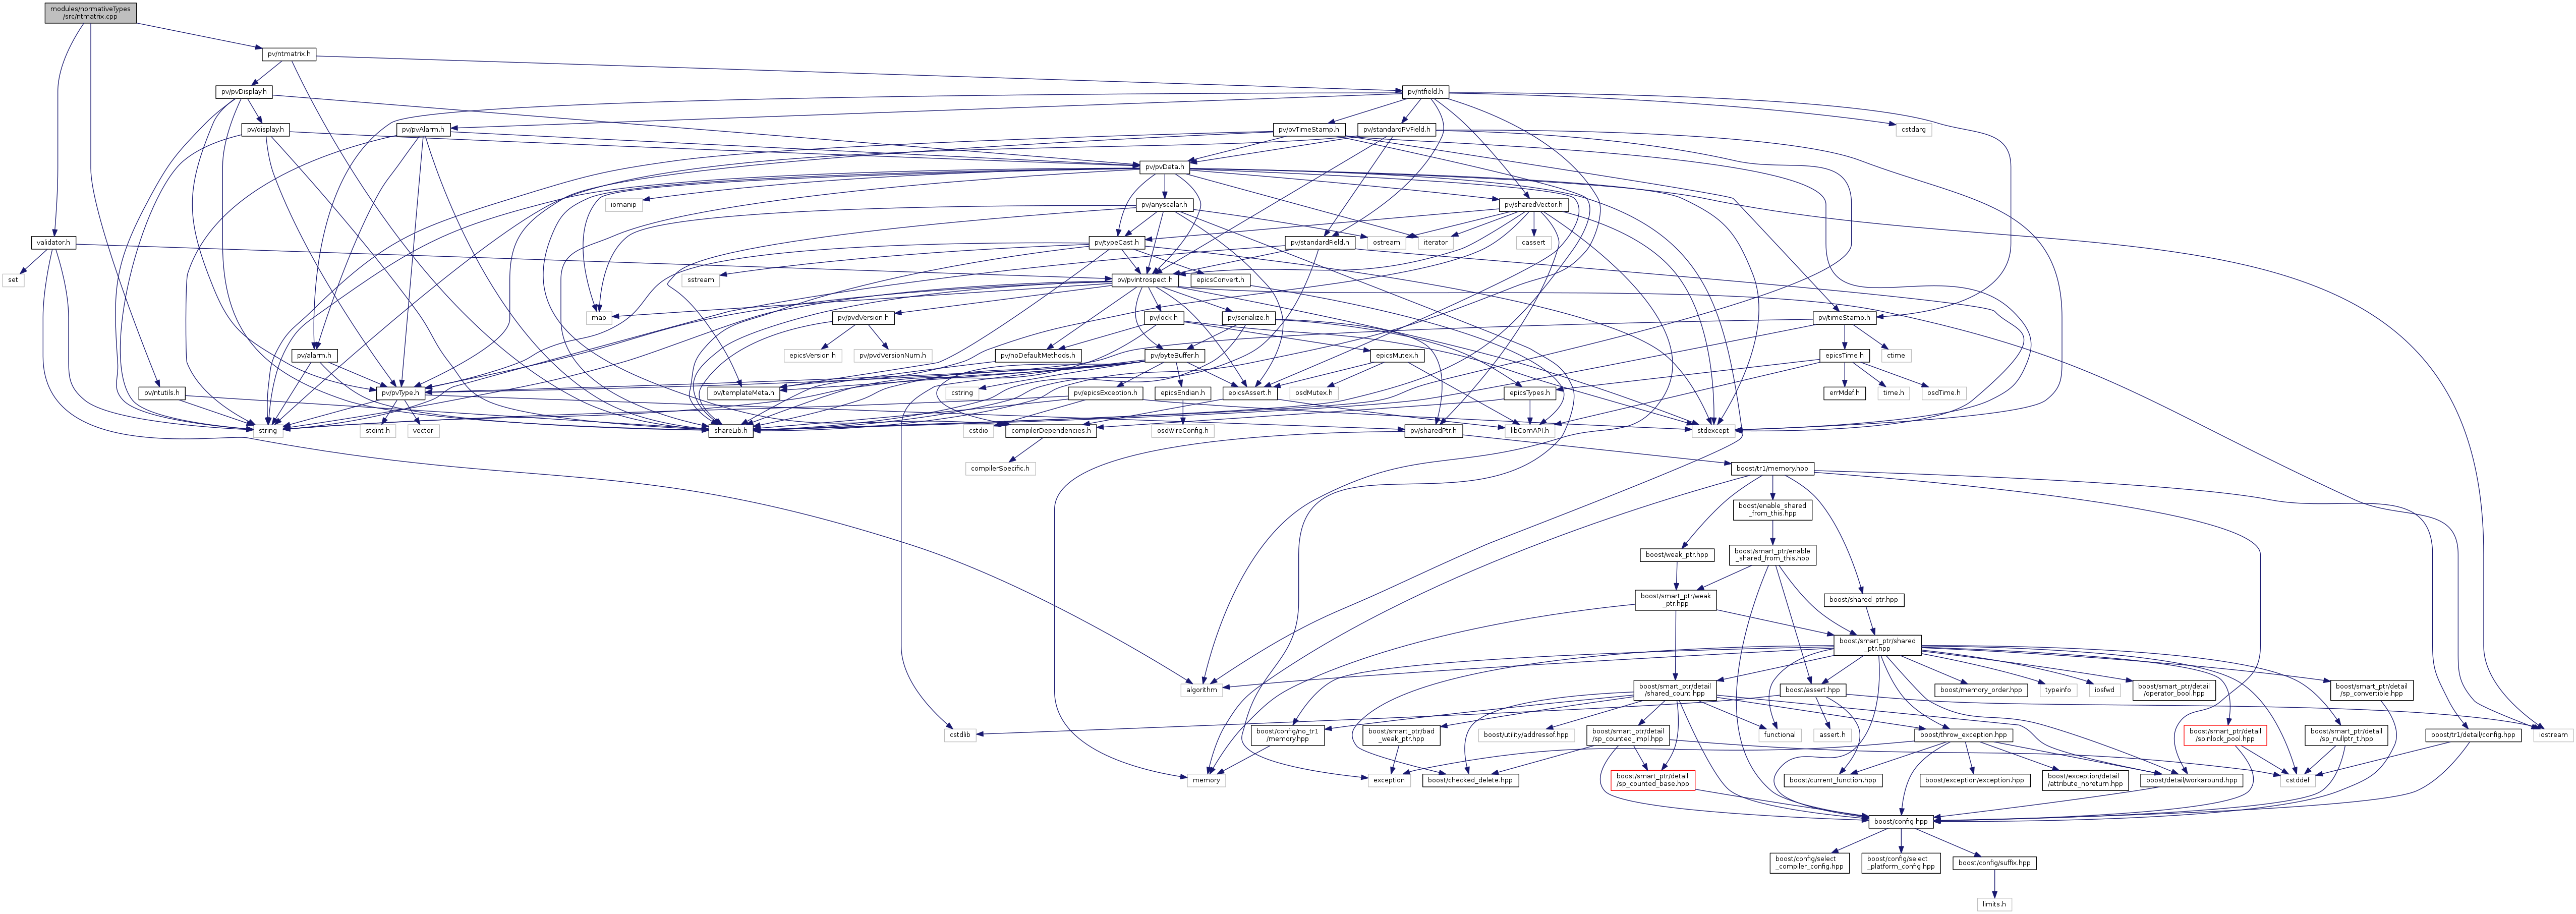 modules/normativeTypes
/src/ntmatrix.cpp
pv/ntmatrix.h
pv/pvDisplay.h
pv/ntfield.h
pv/display.h
pv/pvAlarm.h
pv/pvTimeStamp.h
pv/standardPVField.h
cstdarg
pv/pvData.h
iomanip
pv/anyscalar.h
pv/sharedVector.h
validator.h
pv/typeCast.h
ostream
pv/standardField.h
iterator
cassert
set
sstream
pv/pvIntrospect.h
epicsConvert.h
map
pv/pvdVersion.h
pv/lock.h
pv/serialize.h
pv/timeStamp.h
pv/alarm.h
epicsVersion.h
pv/pvdVersionNum.h
pv/noDefaultMethods.h
pv/byteBuffer.h
epicsMutex.h
epicsTime.h
ctime
pv/ntutils.h
pv/pvType.h
pv/templateMeta.h
cstring
pv/epicsException.h
epicsEndian.h
epicsAssert.h
osdMutex.h
epicsTypes.h
errMdef.h
time.h
osdTime.h
string
stdint.h
vector
shareLib.h
cstdio
compilerDependencies.h
osdWireConfig.h
pv/sharedPtr.h
libComAPI.h
stdexcept
compilerSpecific.h
boost/tr1/memory.hpp
boost/enable_shared
_from_this.hpp
boost/weak_ptr.hpp
boost/smart_ptr/enable
_shared_from_this.hpp
boost/smart_ptr/weak
_ptr.hpp
boost/shared_ptr.hpp
boost/smart_ptr/shared
_ptr.hpp
algorithm
boost/smart_ptr/detail
/shared_count.hpp
boost/assert.hpp
boost/memory_order.hpp
typeinfo
iosfwd
boost/smart_ptr/detail
/operator_bool.hpp
boost/smart_ptr/detail
/sp_convertible.hpp
cstdlib
boost/config/no_tr1
/memory.hpp
boost/smart_ptr/bad
_weak_ptr.hpp
boost/utility/addressof.hpp
boost/smart_ptr/detail
/sp_counted_impl.hpp
functional
assert.h
boost/throw_exception.hpp
boost/smart_ptr/detail
/spinlock_pool.hpp
boost/smart_ptr/detail
/sp_nullptr_t.hpp
boost/tr1/detail/config.hpp
iostream
memory
exception
boost/checked_delete.hpp
boost/smart_ptr/detail
/sp_counted_base.hpp
boost/current_function.hpp
boost/exception/exception.hpp
boost/exception/detail
/attribute_noreturn.hpp
boost/detail/workaround.hpp
cstddef
boost/config.hpp
boost/config/select
_compiler_config.hpp
boost/config/select
_platform_config.hpp
boost/config/suffix.hpp
limits.h